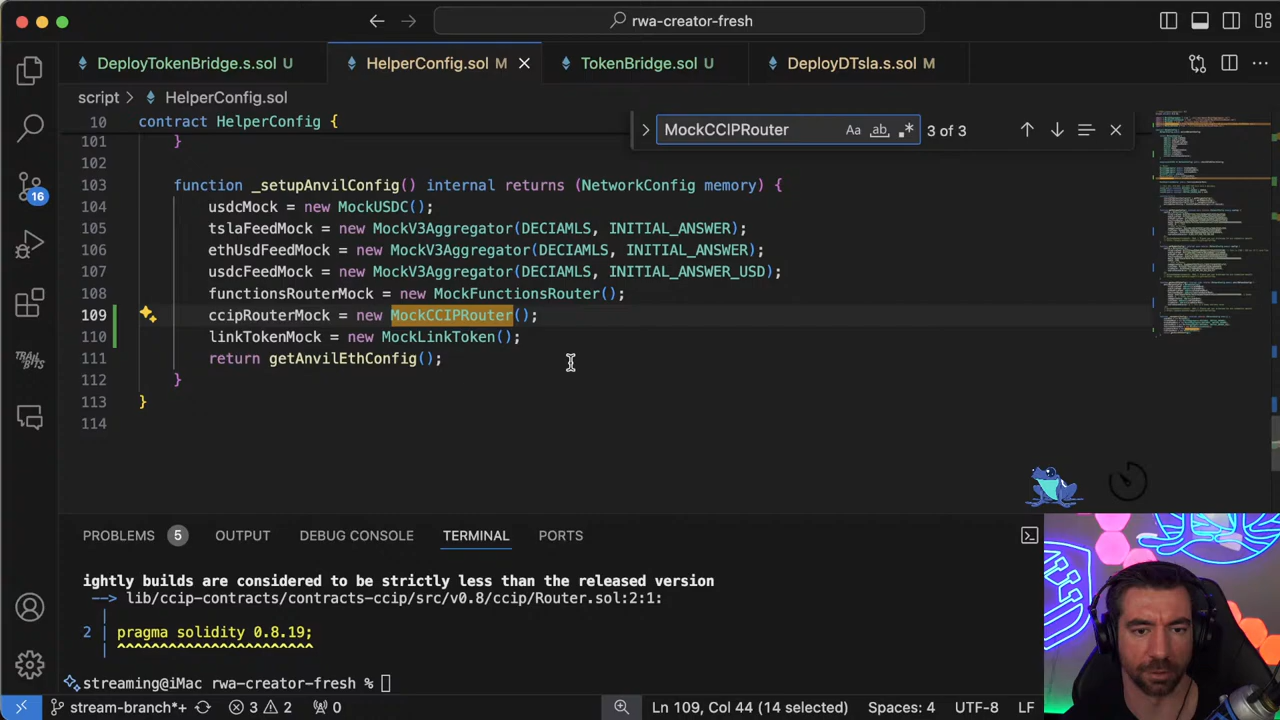 rwa-creator-fresh
DeployTokenBridge.s.sol U
HelperConfig.sol M
TokenBridge.sol U
DeployDTsla.s.sol M
script > HelperConfig.sol
10 contract HelperConfig {
MockCCIPRouter
Aa ab .* 3 of 3
101 }
102
103 function _setupAnvilConfig() internal returns (NetworkConfig memory) {
104 usdcMock = new MockUSDC();
105 tslaFeedMock = new MockV3Aggregator(DECIAMLS, INITIAL_ANSWER);
106 ethUsdFeedMock = new MockV3Aggregator(DECIAMLS, INITIAL_ANSWER);
107 usdcFeedMock = new MockV3Aggregator(DECIAMLS, INITIAL_ANSWER_USD);
108 functionsRouterMock = new MockFunctionsRouter();
109 ccipRouterMock = new MockCCIPRouter();
110 linkTokenMock = new MockLinkToken();
111 return getAnvilEthConfig();
112 }
113 }
114
16
TRAIL
BITS
PROBLEMS 5 OUTPUT DEBUG CONSOLE TERMINAL PORTS
ightly builds are considered to be strictly less than the released version
--> lib/ccip-contracts/contracts-ccip/src/v0.8/ccip/Router.sol:2:1:
|
2 | pragma solidity 0.8.19;
| ^^^^^^^^^^^^^^^^^^^^^^^
streaming@iMac rwa-creator-fresh %
stream-branch*+ 3 2 0 Ln 109, Col 44 (14 selected) Spaces: 4 UTF-8 LF